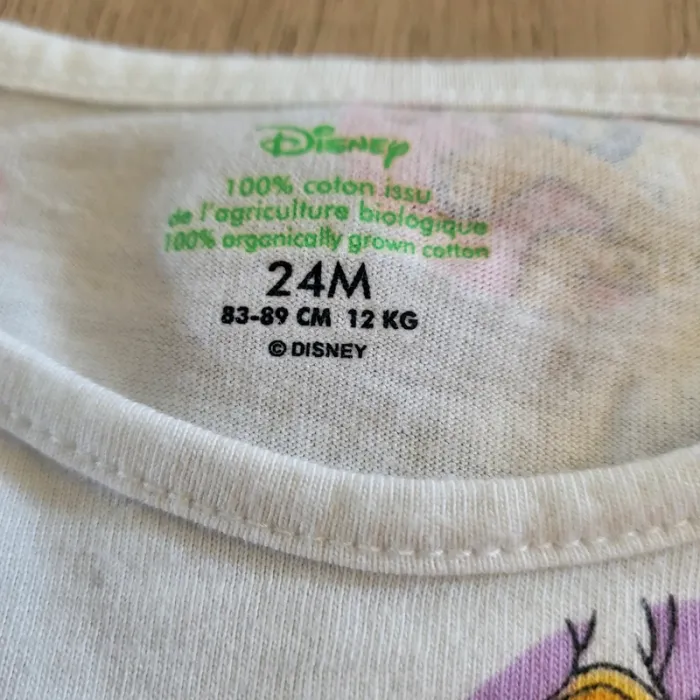 Disney
100% coton issu
de l'agriculture biologique
100% organically grown cotton
24M
83-89 CM 12 KG
© DISNEY